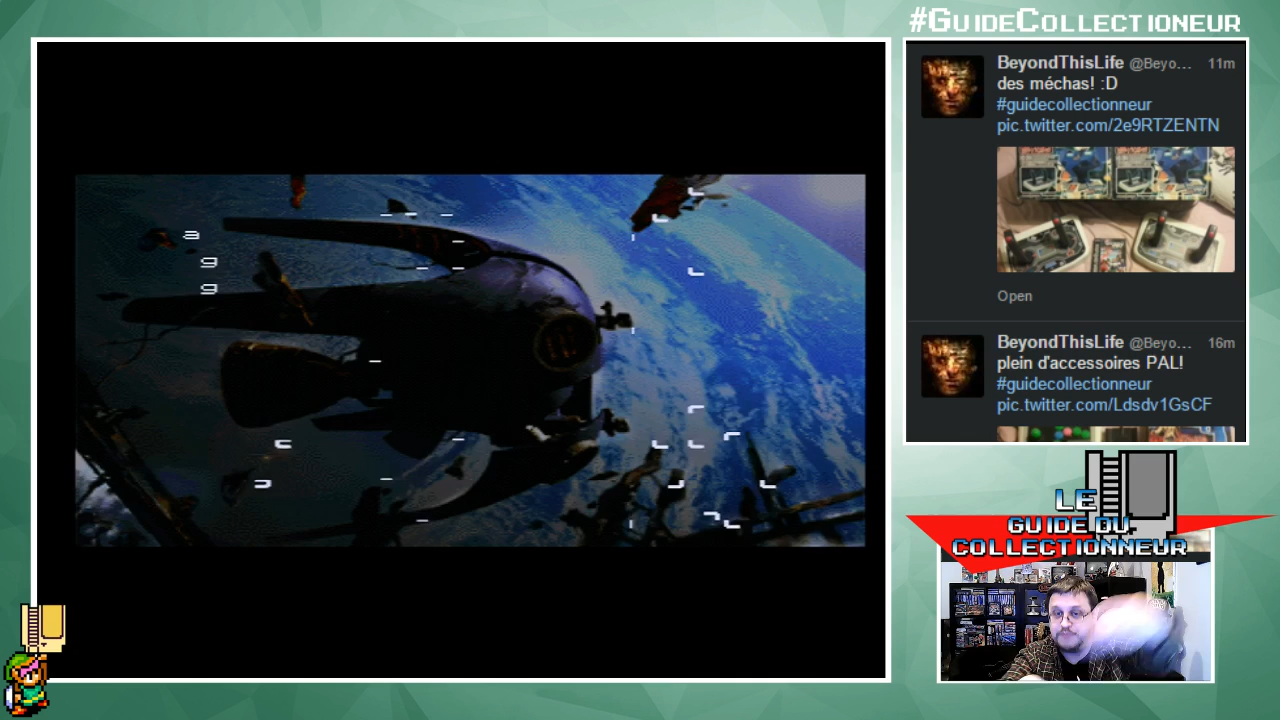 #GUIDECOLLECTIONEUR
BeyondThisLife @Beyo... 11m
des méchas! :D
#guidecollectionneur
pic.twitter.com/2e9RTZENTN
Open
BeyondThisLife @Beyo... 16m
plein d'accessoires PAL!
#guidecollectionneur
pic.twitter.com/Ldsdv1GsCF
LE
GUIDE DU
COLLECTIONNEUR
a
g
g